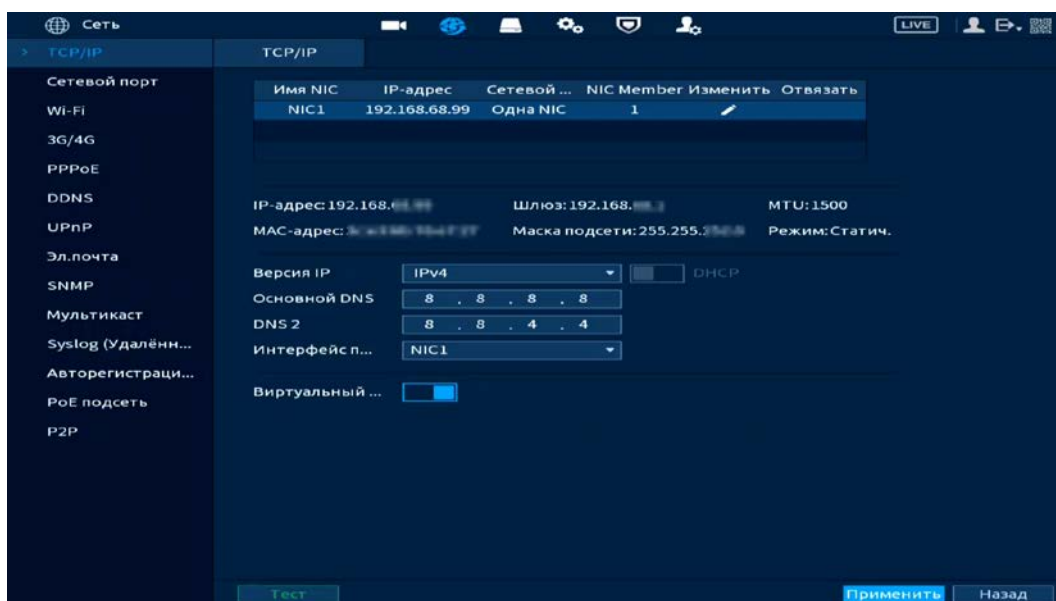 Сеть LIVE
TCP/IP TCP/IP
Сетевой порт
Wi-Fi
3G/4G
PPPoE
DDNS
UPnP
Эл.почта
SNMP
Мультикаст
Syslog (Удалённ...
Авторегистраци...
PoE подсеть
P2P
Имя NIC IP-адрес Сетевой ... NIC Member Изменить Отвязать
NIC1 192.168.68.99 Одна NIC 1
IP-адрес:192.168. Шлюз:192.168. MTU:1500
MAC-адрес: Маска подсети:255.255. Режим:Статич.
Версия IP IPv4 DHCP
Основной DNS 8 . 8 . 8 . 8
DNS 2 8 . 8 . 4 . 4
Интерфейс п... NIC1
Виртуальный ...
Тест Применить Назад